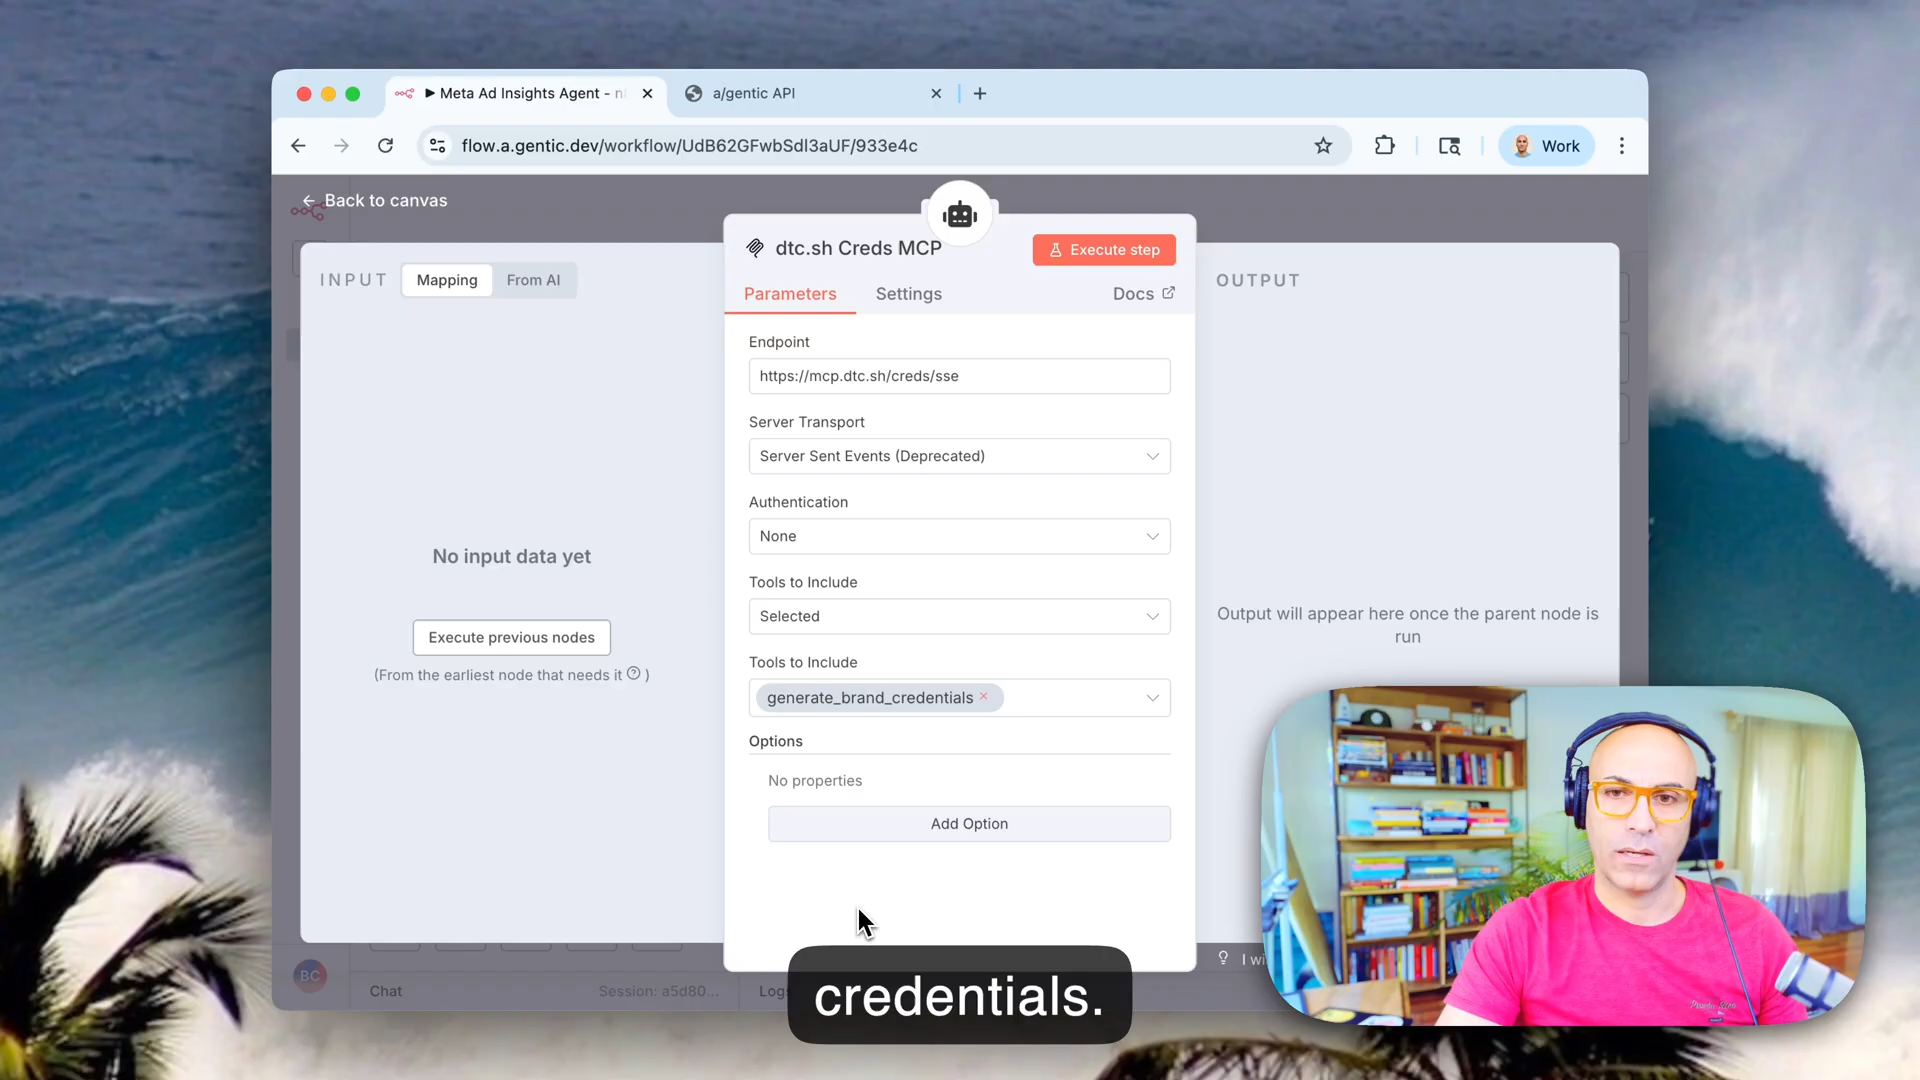 Meta Ad Insights Agent - n
a/gentic API
flow.a.gentic.dev/workflow/UdB62GFwbSdI3aUF/933e4c
Work
Back to canvas
INPUT
Mapping
From AI
dtc.sh Creds MCP
Execute step
OUTPUT
Parameters
Settings
Docs
Endpoint
https://mcp.dtc.sh/creds/sse
Server Transport
Server Sent Events (Deprecated)
Authentication
None
No input data yet
Tools to Include
Selected
Output will appear here once the parent node is
run
Execute previous nodes
(From the earliest node that needs it ? )
Tools to Include
generate_brand_credentials
Options
No properties
Add Option
BC
Chat
Session: a5d80...
Logs
I wi
credentials.